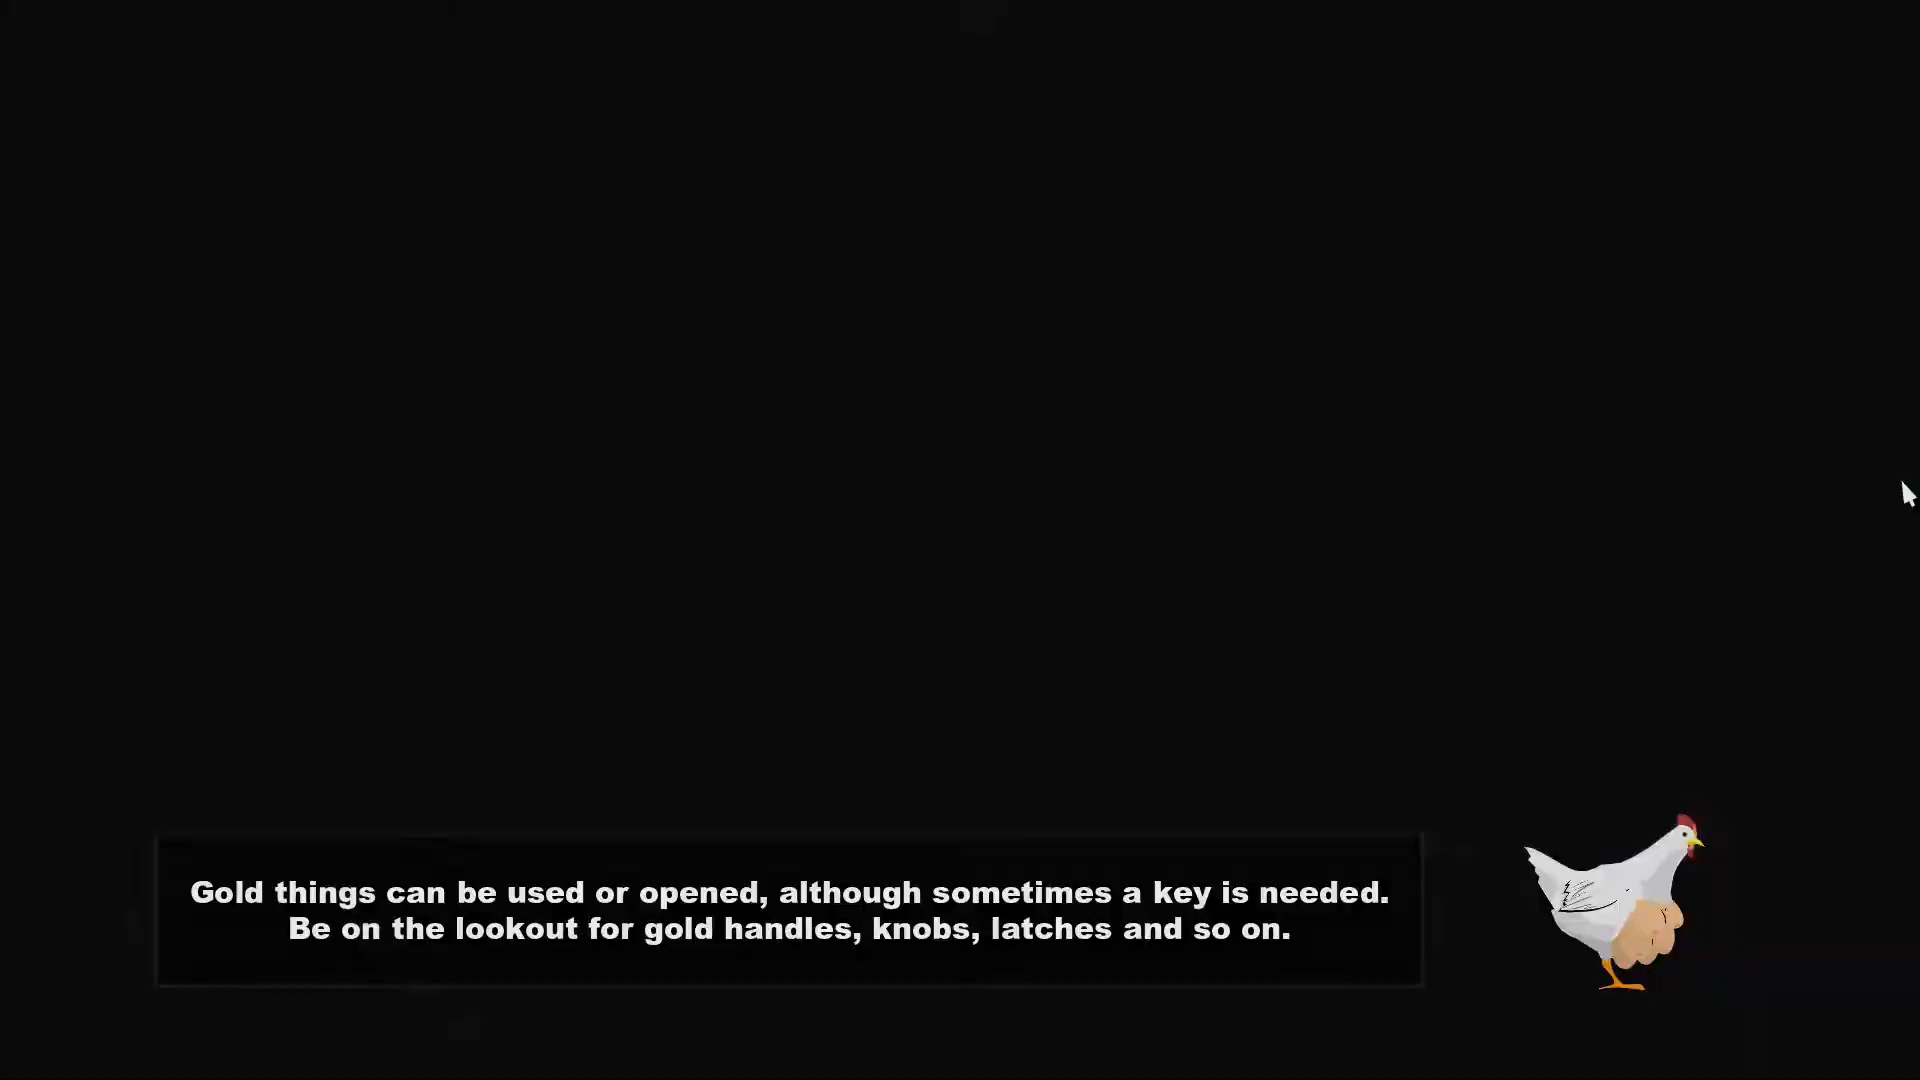 Gold things can be used or opened, although sometimes a key is needed.
Be on the lookout for gold handles, knobs, latches and so on.